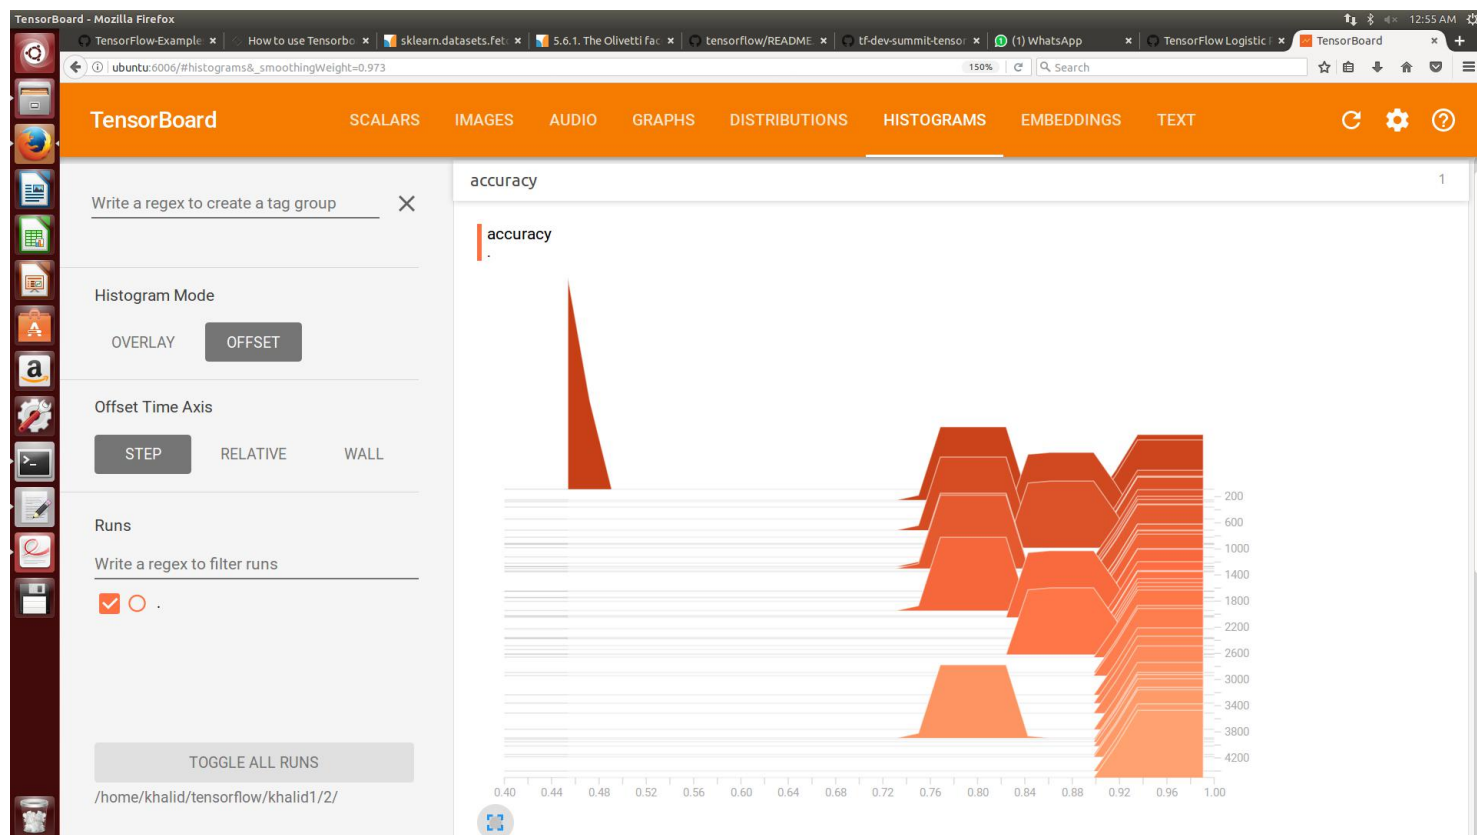 TensorBoard - Mozilla Firefox
12:55 AM
TensorFlow-Example
How to use Tensorbo
sklearn.datasets.fetc
5.6.1. The Olivetti fac
tensorflow/README
tf-dev-summit-tensor
(1) WhatsApp
TensorFlow Logistic
TensorBoard
ubuntu:6006/#histograms&_smoothingWeight=0.973
150%
Search
TensorBoard
SCALARS
IMAGES
AUDIO
GRAPHS
DISTRIBUTIONS
HISTOGRAMS
EMBEDDINGS
TEXT
Write a regex to create a tag group
Histogram Mode
OVERLAY OFFSET
Offset Time Axis
STEP RELATIVE WALL
Runs
Write a regex to filter runs
.
TOGGLE ALL RUNS
/home/khalid/tensorflow/khalid1/2/
accuracy 1
accuracy
.
200
600
1000
1400
1800
2200
2600
3000
3400
3800
4200
0.40 0.44 0.48 0.52 0.56 0.60 0.64 0.68 0.72 0.76 0.80 0.84 0.88 0.92 0.96 1.00